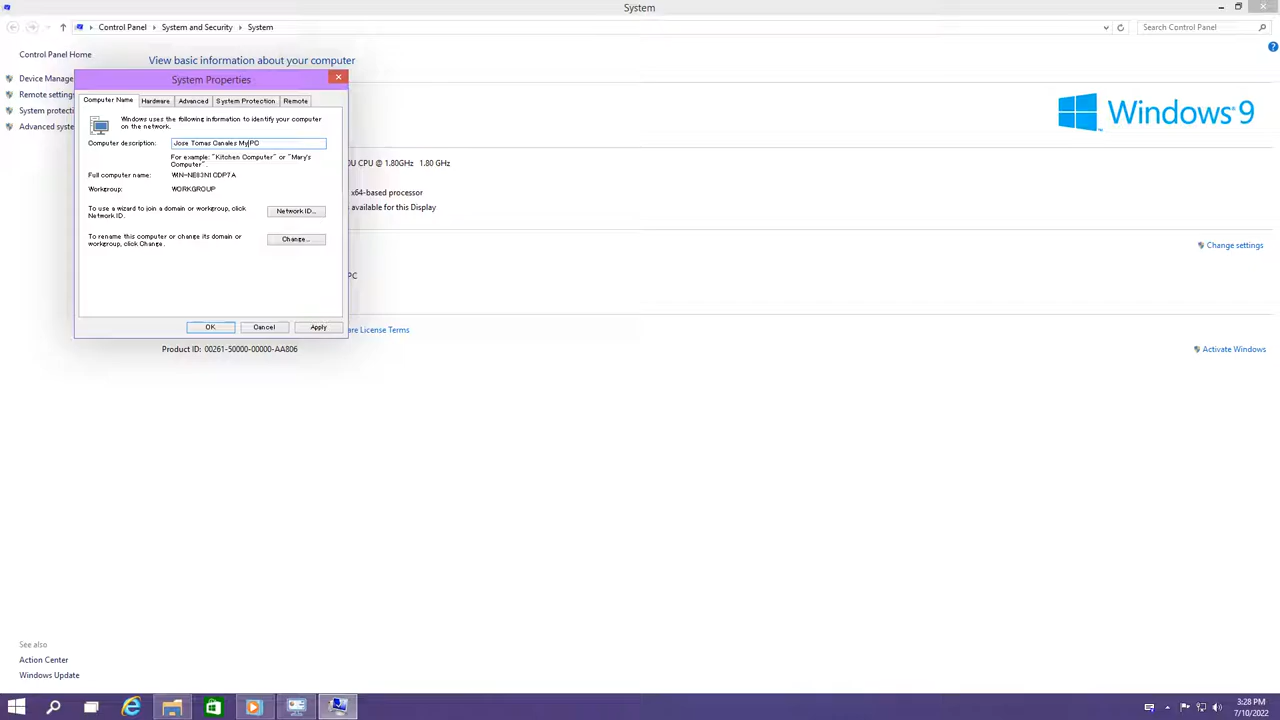 System
Control Panel
System and Security
System
Search Control Panel
Control Panel Home
View basic information about your computer
Device Manage
Remote settings
System protecti
Advanced syste
System Properties
Computer Name
Hardware
Advanced
System Protection
Remote
Windows uses the following information to identify your computer
on the network.
Computer description:
Jose Tomas Canales MyPC
For example: "Kitchen Computer" or "Mary's
Computer".
Full computer name:
Workgroup:
WORKGROUP
To use a wizard to join a domain or workgroup, click
Network ID.
Network ID...
To rename this computer or change its domain or
workgroup, click Change.
Change...
OK
Cancel
Apply
Windows 9
0U CPU @ 1.80GHz 1.80 GHz
x64-based processor
available for this Display
Change settings
PC
are License Terms
Product ID: 00261-50000-00000-AA806
Activate Windows
See also
Action Center
Windows Update
3:28 PM
7/10/2022